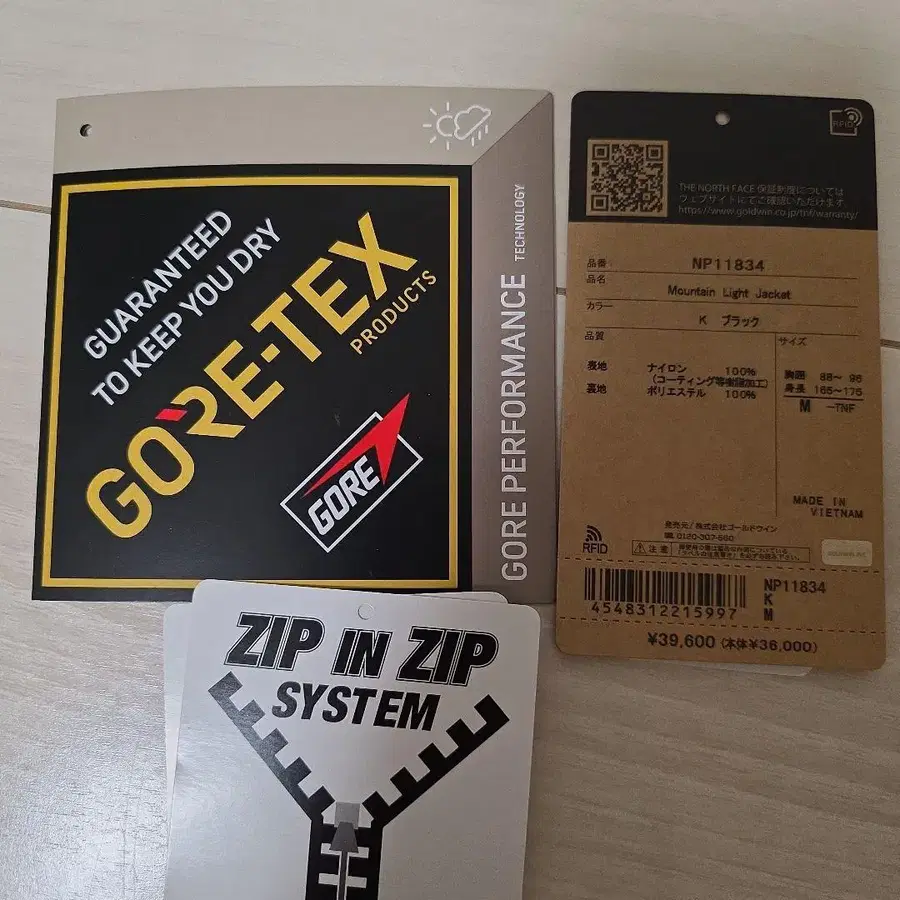 GUARANTEED
TO KEEP YOU DRY
GORE-TEX
PRODUCTS
GORE
GORE PERFORMANCE TECHNOLOGY
ZIP IN ZIP
SYSTEM
RFID
THE NORTH FACE 保証制度については
ウェブサイトにてご確認いただけます。
https://www.goldwin.co.jp/tnf/warranty/
品番 NP11834
品名
Mountain Light Jacket
カラー
K ブラック
品質
サイズ
表地 ナイロン 100%
(コーティング等樹脂加工)
裏地 ポリエステル 100%
胸囲 88～ 96
身長 165～175
M -TNF
MADE IN
VIETNAM
発売元/株式会社ゴールドウイン
0120-307-560
RFID
注意
4548312215997
NP11834
K
M
¥39,600 (本体¥36,000)